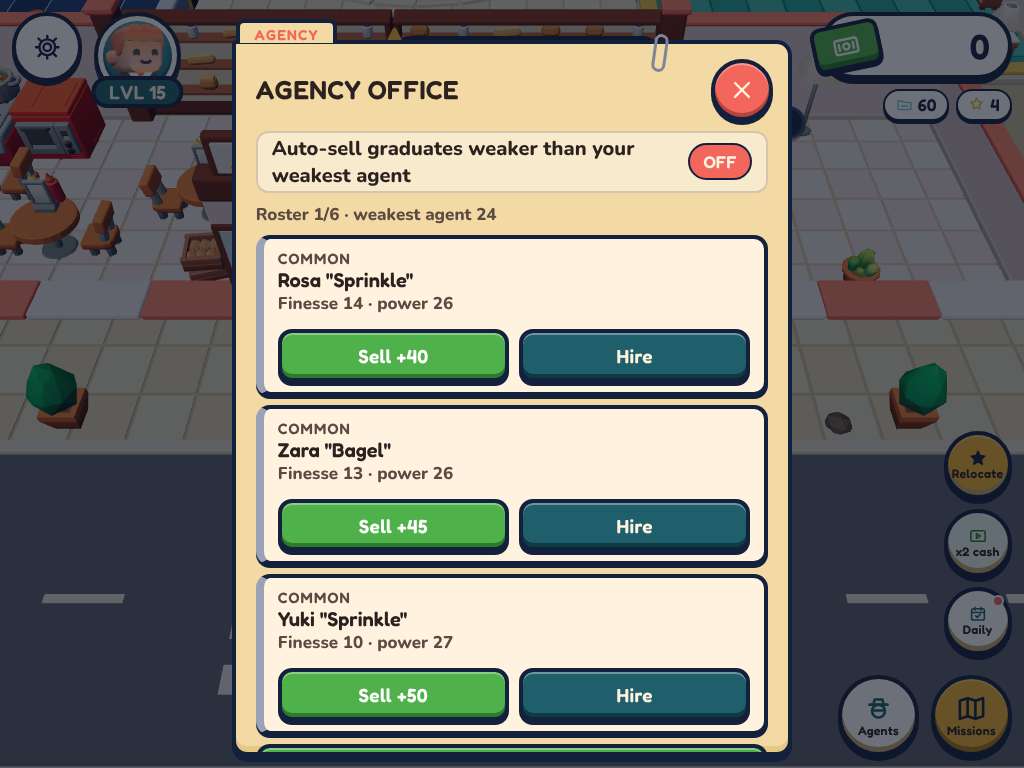 AGENCY
LVL 15
AGENCY OFFICE
0
60
4
Auto-sell graduates weaker than your
weakest agent
OFF
Roster 1/6 · weakest agent 24
COMMON
Rosa "Sprinkle"
Finesse 14 · power 26
Sell +40
Hire
COMMON
Zara "Bagel"
Finesse 13 · power 26
Sell +45
Hire
COMMON
Yuki "Sprinkle"
Finesse 10 · power 27
Sell +50
Hire
Relocate
x2 cash
Daily
Agents
Missions